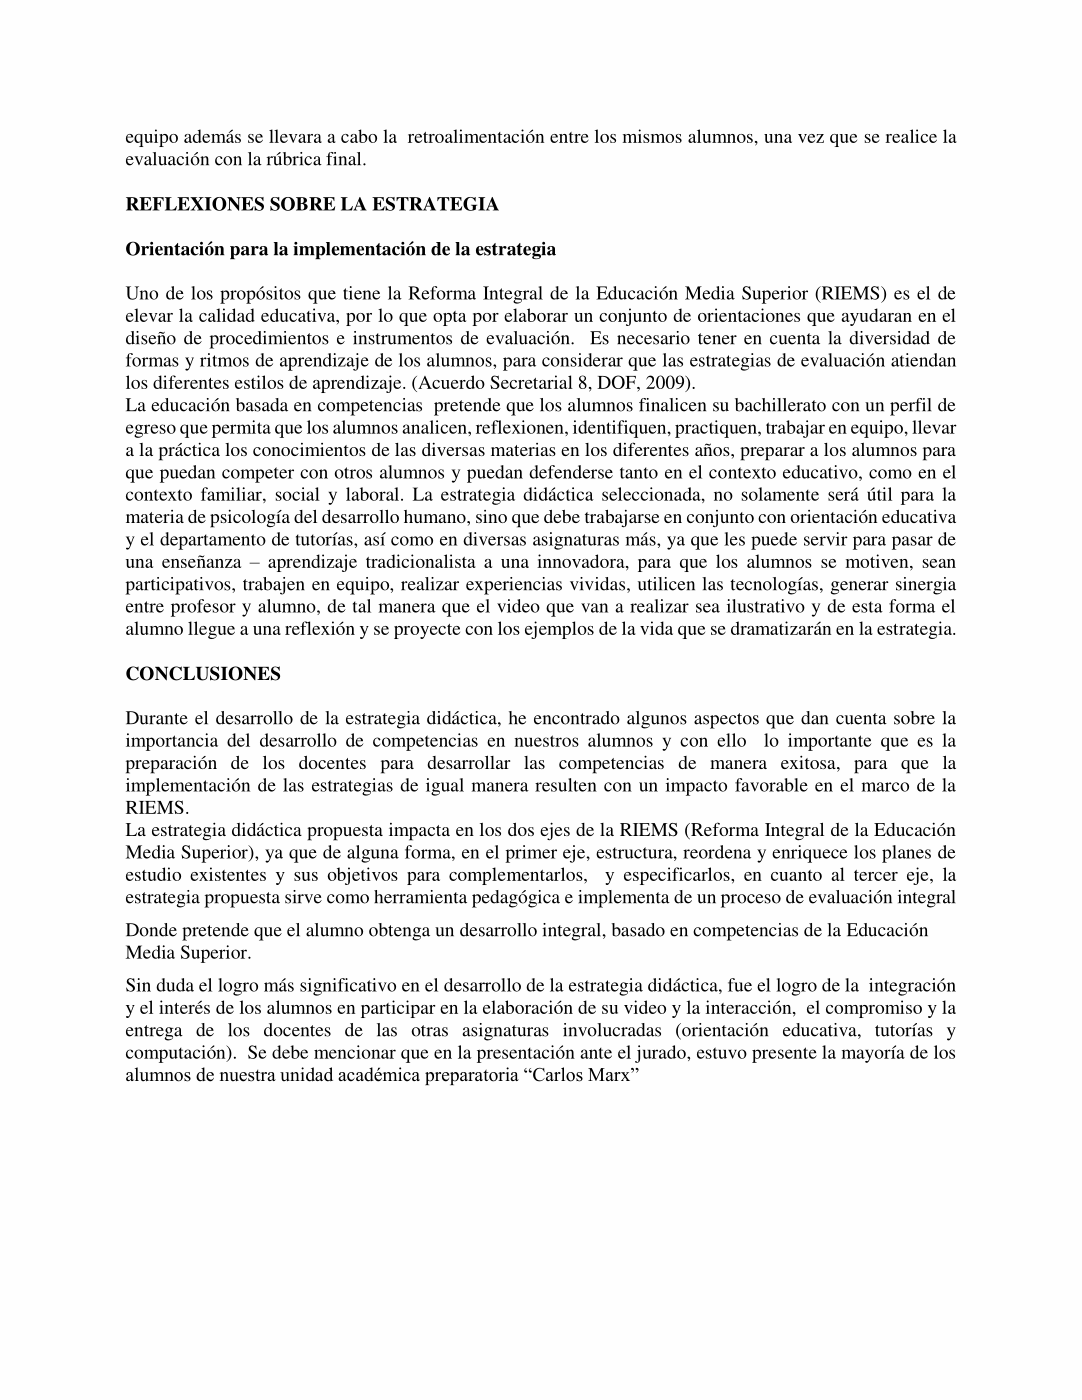 equipo además se llevara a cabo la  retroalimentación entre los mismos alumnos, una vez que se realice la
evaluación con la rúbrica final.
REFLEXIONES SOBRE LA ESTRATEGIA
Orientación para la implementación de la estrategia
Uno de los propósitos que tiene la Reforma Integral de la Educación Media Superior (RIEMS) es el de
elevar la calidad educativa, por lo que opta por elaborar un conjunto de orientaciones que ayudaran en el
diseño de procedimientos e instrumentos de evaluación.  Es necesario tener en cuenta la diversidad de
formas y ritmos de aprendizaje de los alumnos, para considerar que las estrategias de evaluación atiendan
los diferentes estilos de aprendizaje. (Acuerdo Secretarial 8, DOF, 2009).
La educación basada en competencias  pretende que los alumnos finalicen su bachillerato con un perfil de
egreso que permita que los alumnos analicen, reflexionen, identifiquen, practiquen, trabajar en equipo, llevar
a la práctica los conocimientos de las diversas materias en los diferentes años, preparar a los alumnos para
que puedan competer con otros alumnos y puedan defenderse tanto en el contexto educativo, como en el
contexto familiar, social y laboral. La estrategia didáctica seleccionada, no solamente será útil para la
materia de psicología del desarrollo humano, sino que debe trabajarse en conjunto con orientación educativa
y el departamento de tutorías, así como en diversas asignaturas más, ya que les puede servir para pasar de
una enseñanza – aprendizaje tradicionalista a una innovadora, para que los alumnos se motiven, sean
participativos, trabajen en equipo, realizar experiencias vividas, utilicen las tecnologías, generar sinergia
entre profesor y alumno, de tal manera que el video que van a realizar sea ilustrativo y de esta forma el
alumno llegue a una reflexión y se proyecte con los ejemplos de la vida que se dramatizarán en la estrategia.
CONCLUSIONES
Durante el desarrollo de la estrategia didáctica, he encontrado algunos aspectos que dan cuenta sobre la
importancia del desarrollo de competencias en nuestros alumnos y con ello  lo importante que es la
preparación de los docentes para desarrollar las competencias de manera exitosa, para que la
implementación de las estrategias de igual manera resulten con un impacto favorable en el marco de la
RIEMS.
La estrategia didáctica propuesta impacta en los dos ejes de la RIEMS (Reforma Integral de la Educación
Media Superior), ya que de alguna forma, en el primer eje, estructura, reordena y enriquece los planes de
estudio existentes y sus objetivos para complementarlos,  y especificarlos, en cuanto al tercer eje, la
estrategia propuesta sirve como herramienta pedagógica e implementa de un proceso de evaluación integral
Donde pretende que el alumno obtenga un desarrollo integral, basado en competencias de la Educación
Media Superior.
Sin duda el logro más significativo en el desarrollo de la estrategia didáctica, fue el logro de la  integración
y el interés de los alumnos en participar en la elaboración de su video y la interacción,  el compromiso y la
entrega de los docentes de las otras asignaturas involucradas (orientación educativa, tutorías y
computación).  Se debe mencionar que en la presentación ante el jurado, estuvo presente la mayoría de los
alumnos de nuestra unidad académica preparatoria “Carlos Marx”